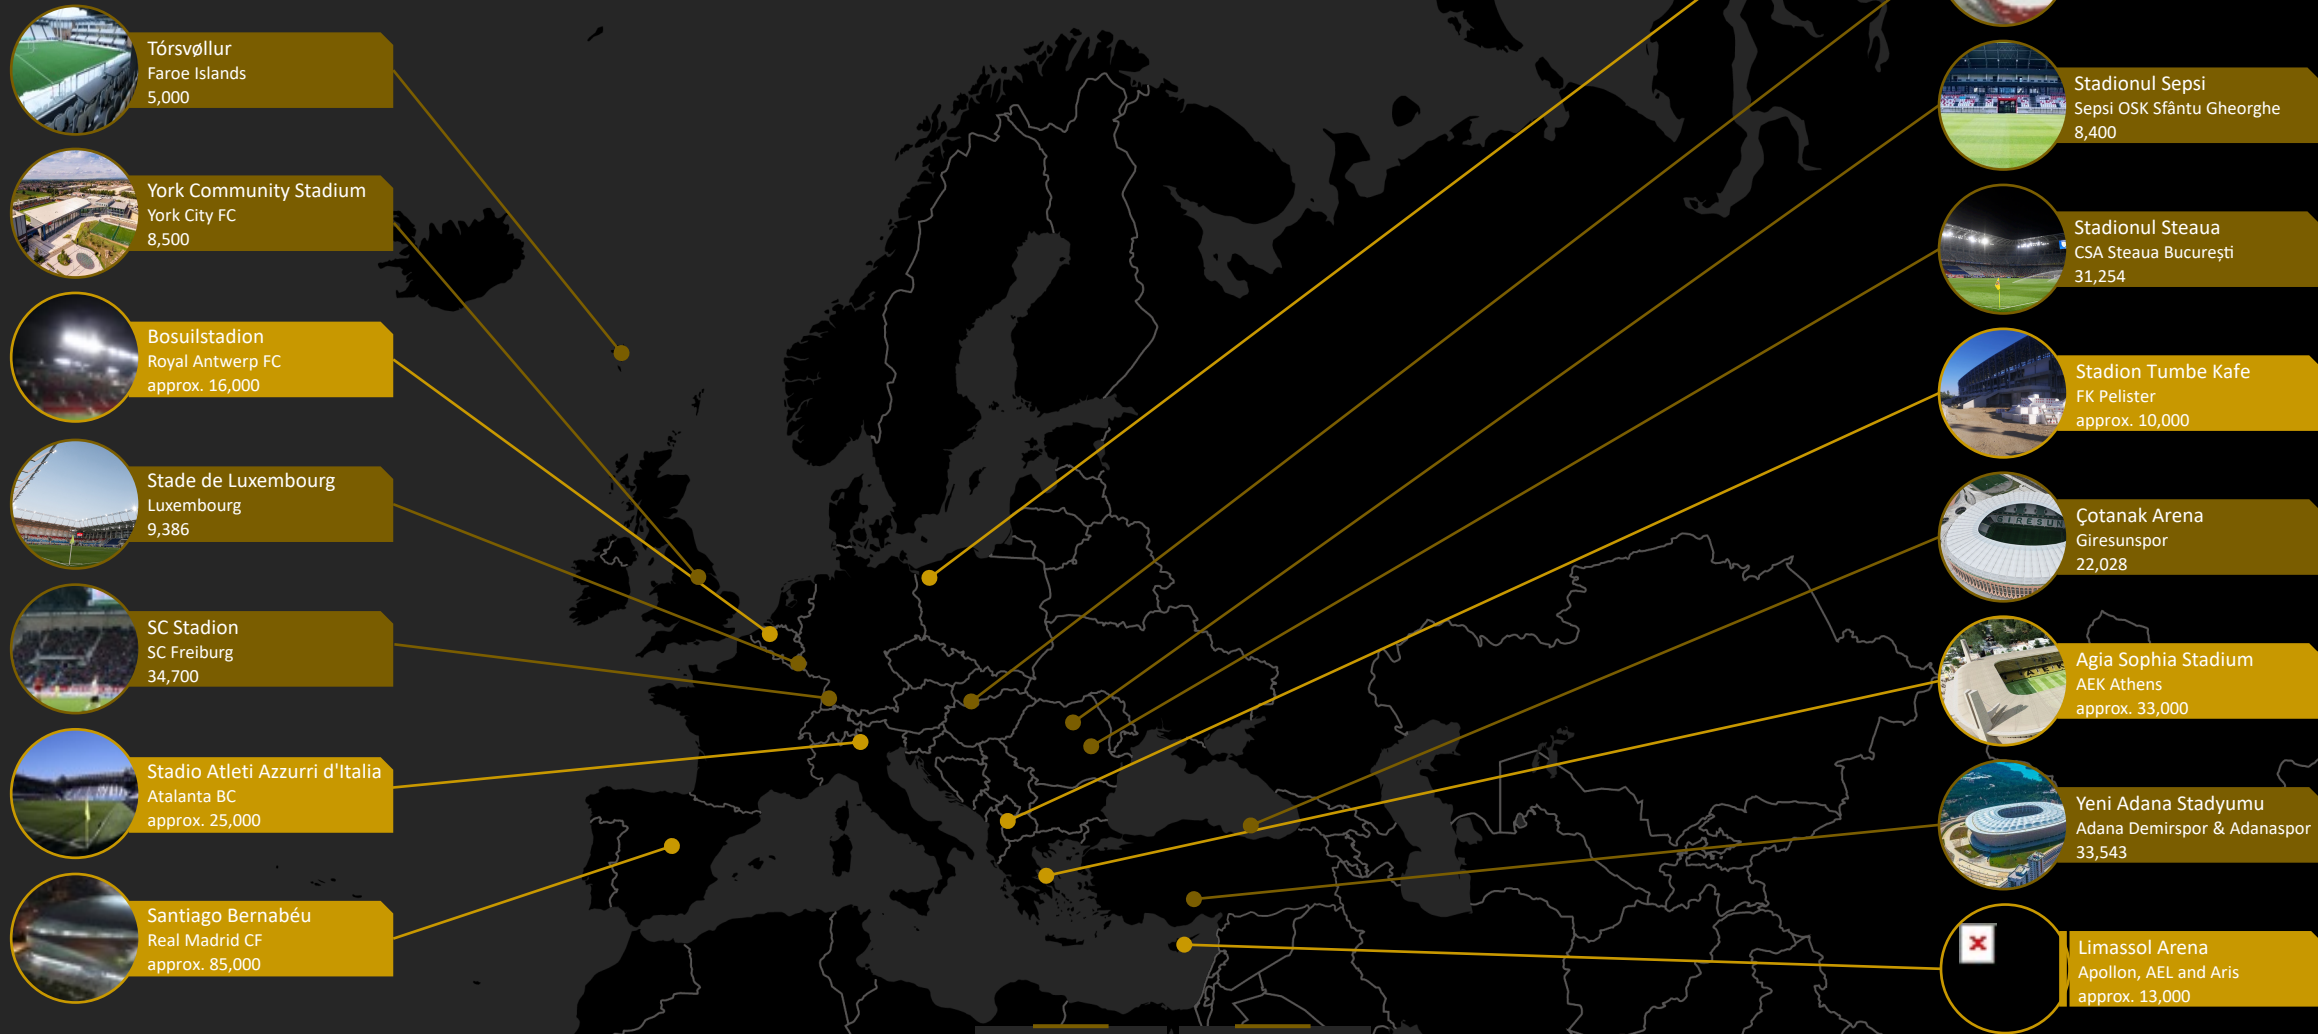 Tórsvøllur
Faroe Islands
5,000
York Community Stadium
York City FC
8,500
Bosuilstadion
Royal Antwerp FC
approx. 16,000
Stade de Luxembourg
Luxembourg
9,386
SC Stadion
SC Freiburg
34,700
Stadio Atleti Azzurri d'Italia
Atalanta BC
approx. 25,000
Santiago Bernabéu
Real Madrid CF
approx. 85,000
Stadionul Sepsi
Sepsi OSK Sfântu Gheorghe
8,400
Stadionul Steaua
CSA Steaua București
31,254
Stadion Tumbe Kafe
FK Pelister
approx. 10,000
GIRESUN
Çotanak Arena
Giresunspor
22,028
Agia Sophia Stadium
AEK Athens
approx. 33,000
Yeni Adana Stadyumu
Adana Demirspor & Adanaspor
33,543
Limassol Arena
Apollon, AEL and Aris
approx. 13,000